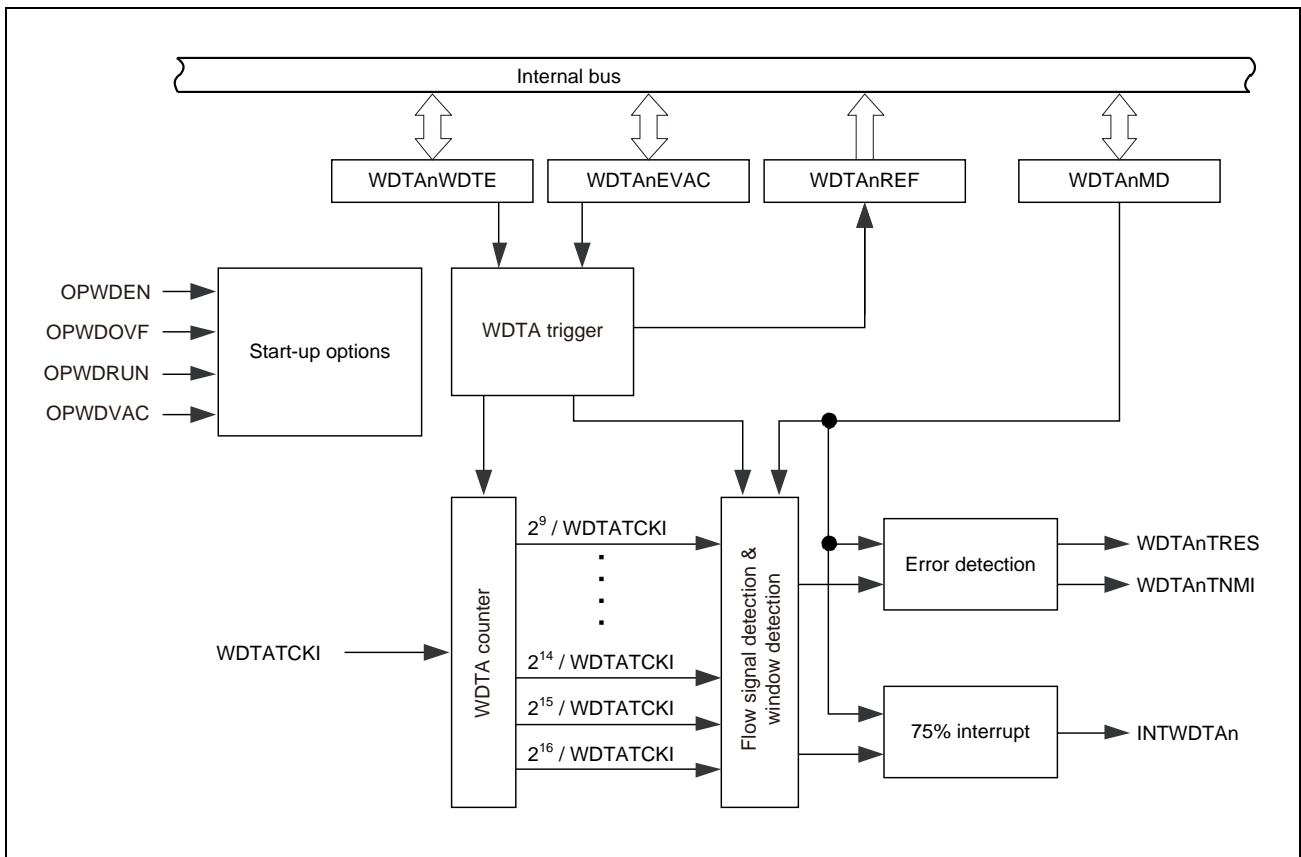 Internal bus
WDTAnWDTE
WDTAnEVAC
WDTAnREF
WDTAnMD
OPWDEN
OPWDOVF
OPWDRUN
OPWDVAC
Start-up options
WDTA trigger
WDTATCKI
WDTA counter
2⁹ / WDTATCKI
2¹⁴ / WDTATCKI
2¹⁵ / WDTATCKI
2¹⁶ / WDTATCKI
Flow signal detection &
window detection
Error detection
WDTAnTRES
WDTAnTNMI
75% interrupt
INTWDTAn